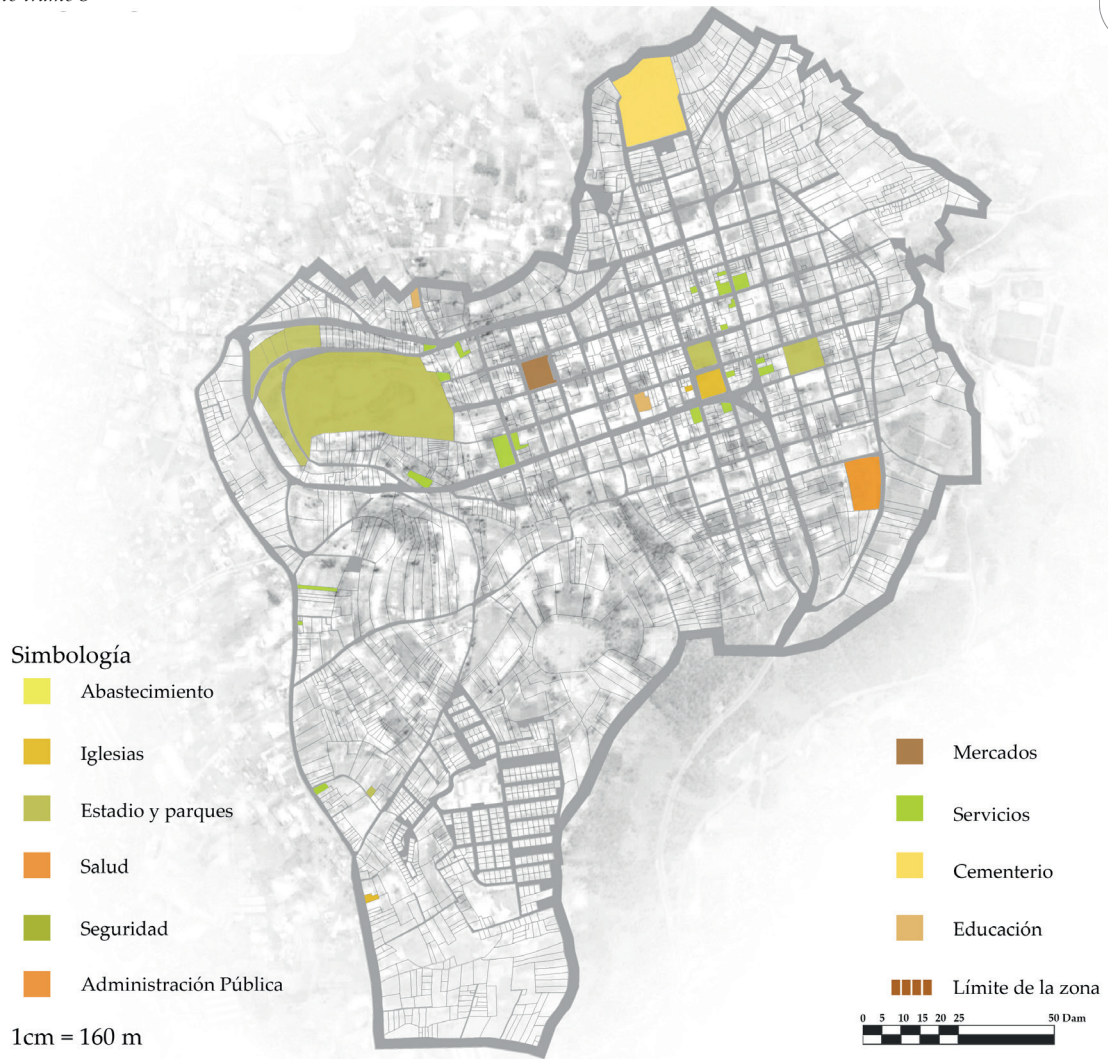 Simbología
Abastecimiento
Iglesias
Estadio y parques
Salud
Seguridad
Administración Pública
1cm = 160 m
Mercados
Servicios
Cementerio
Educación
Límite de la zona
0 5 10 15 20 25 50 Dam